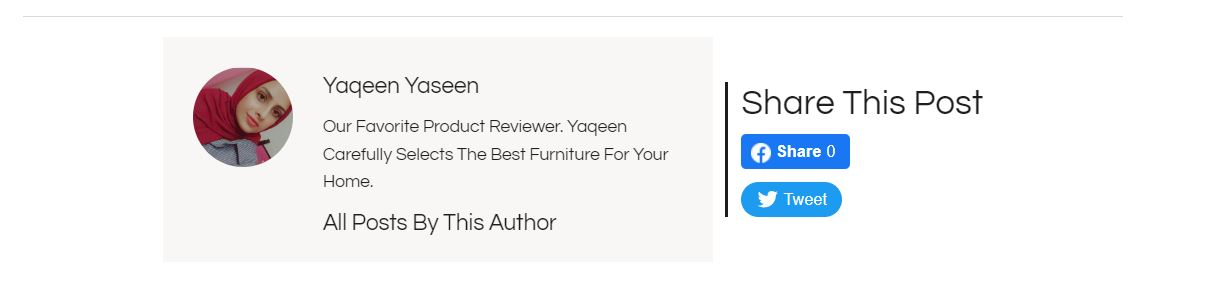 Yaqeen Yaseen
Our Favorite Product Reviewer. Yaqeen
Carefully Selects The Best Furniture For Your
Home.
All Posts By This Author
Share This Post
Share 0
Tweet